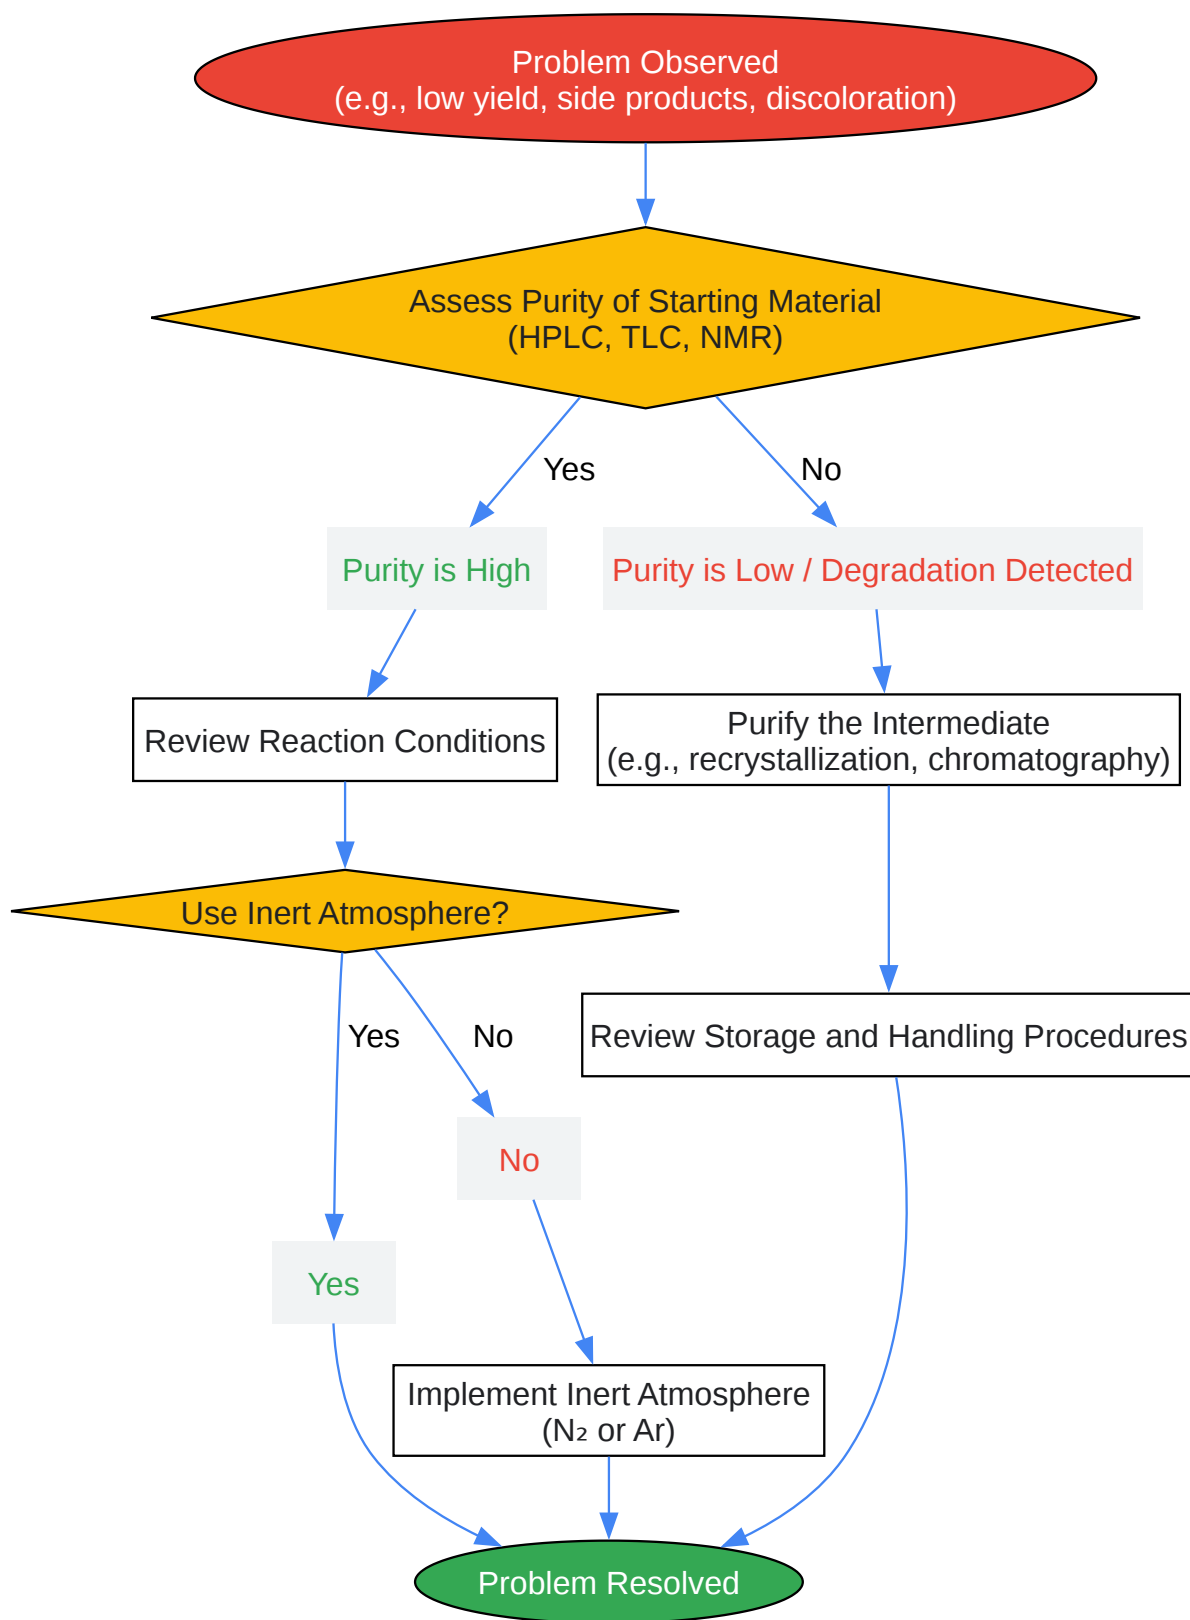 Problem Observed
(e.g., low yield, side products, discoloration)
Assess Purity of Starting Material
(HPLC, TLC, NMR)
Yes
No
Purity is High
Purity is Low / Degradation Detected
Review Reaction Conditions
Purify the Intermediate
(e.g., recrystallization, chromatography)
Use Inert Atmosphere?
Yes
No
Review Storage and Handling Procedures
No
Yes
Implement Inert Atmosphere
(N₂ or Ar)
Problem Resolved